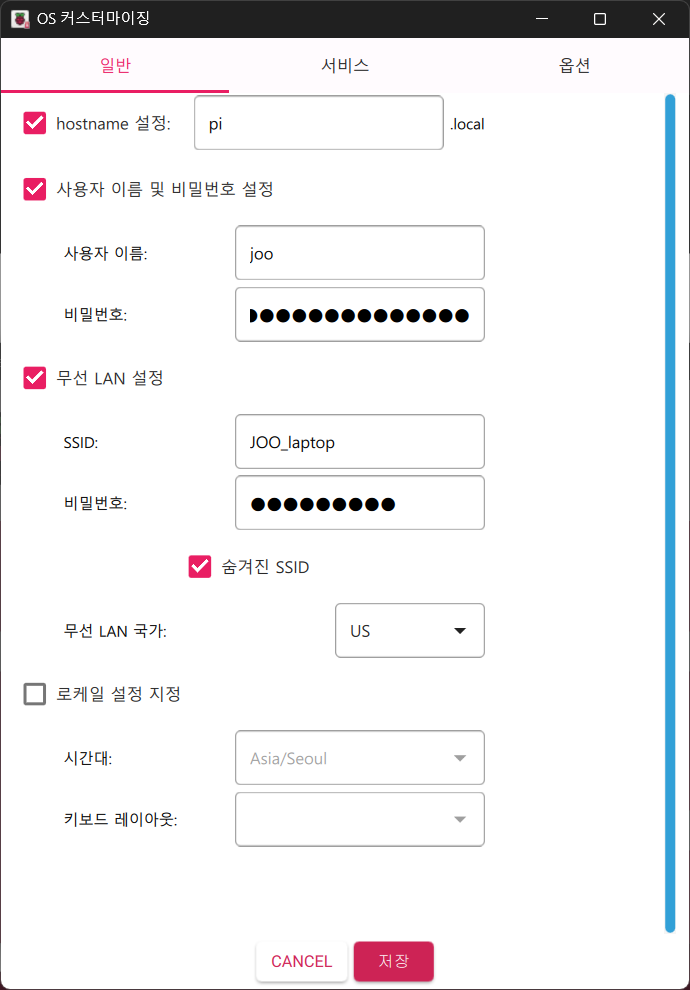 OS 커스터마이징
일반 서비스 옵션
hostname 설정: pi .local
사용자 이름 및 비밀번호 설정
사용자 이름: joo
비밀번호: ●●●●●●●●●●●●●●
무선 LAN 설정
SSID: JOO_laptop
비밀번호: ●●●●●●●●●
숨겨진 SSID
무선 LAN 국가: US
로케일 설정 지정
시간대: Asia/Seoul
키보드 레이아웃:
CANCEL 저장